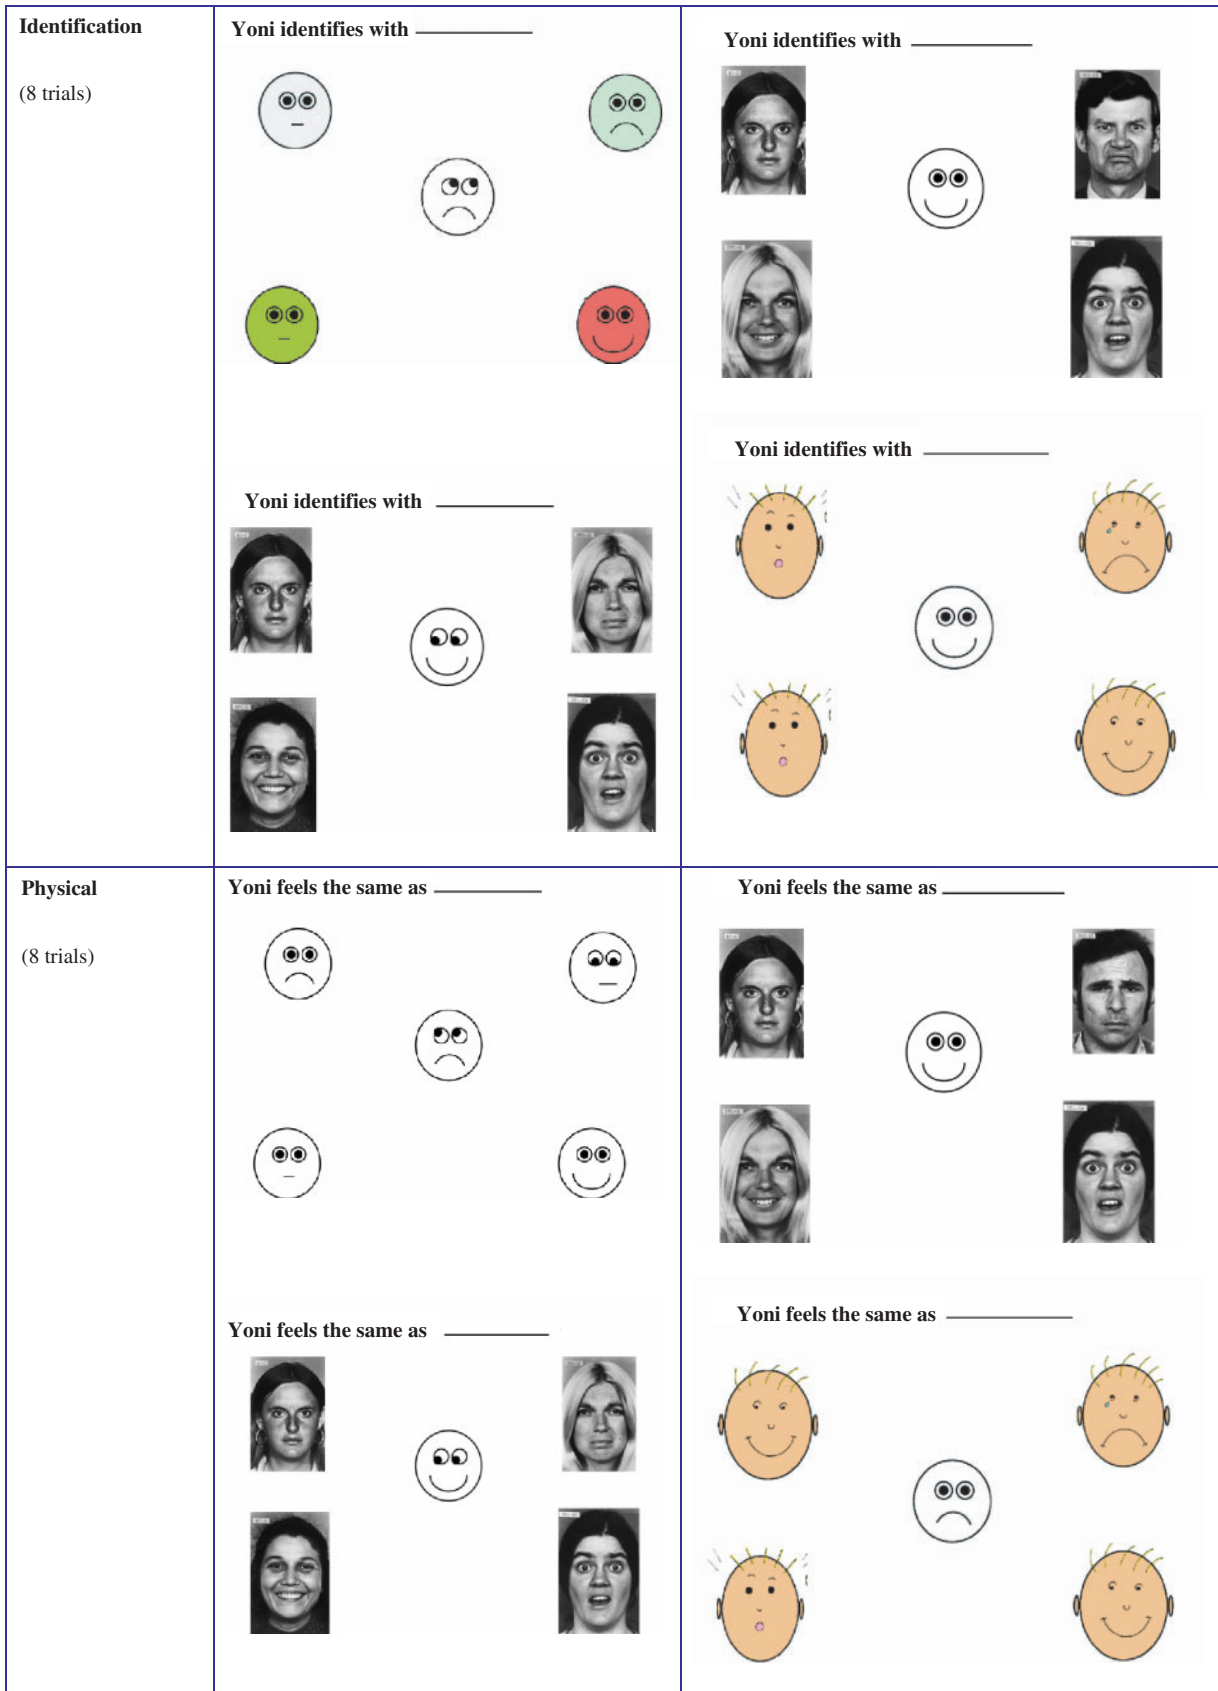 Identification
(8 trials)
Yoni identifies with
Yoni identifies with
Yoni identifies with
Yoni identifies with
Physical
(8 trials)
Yoni feels the same as
Yoni feels the same as
Yoni feels the same as
Yoni feels the same as